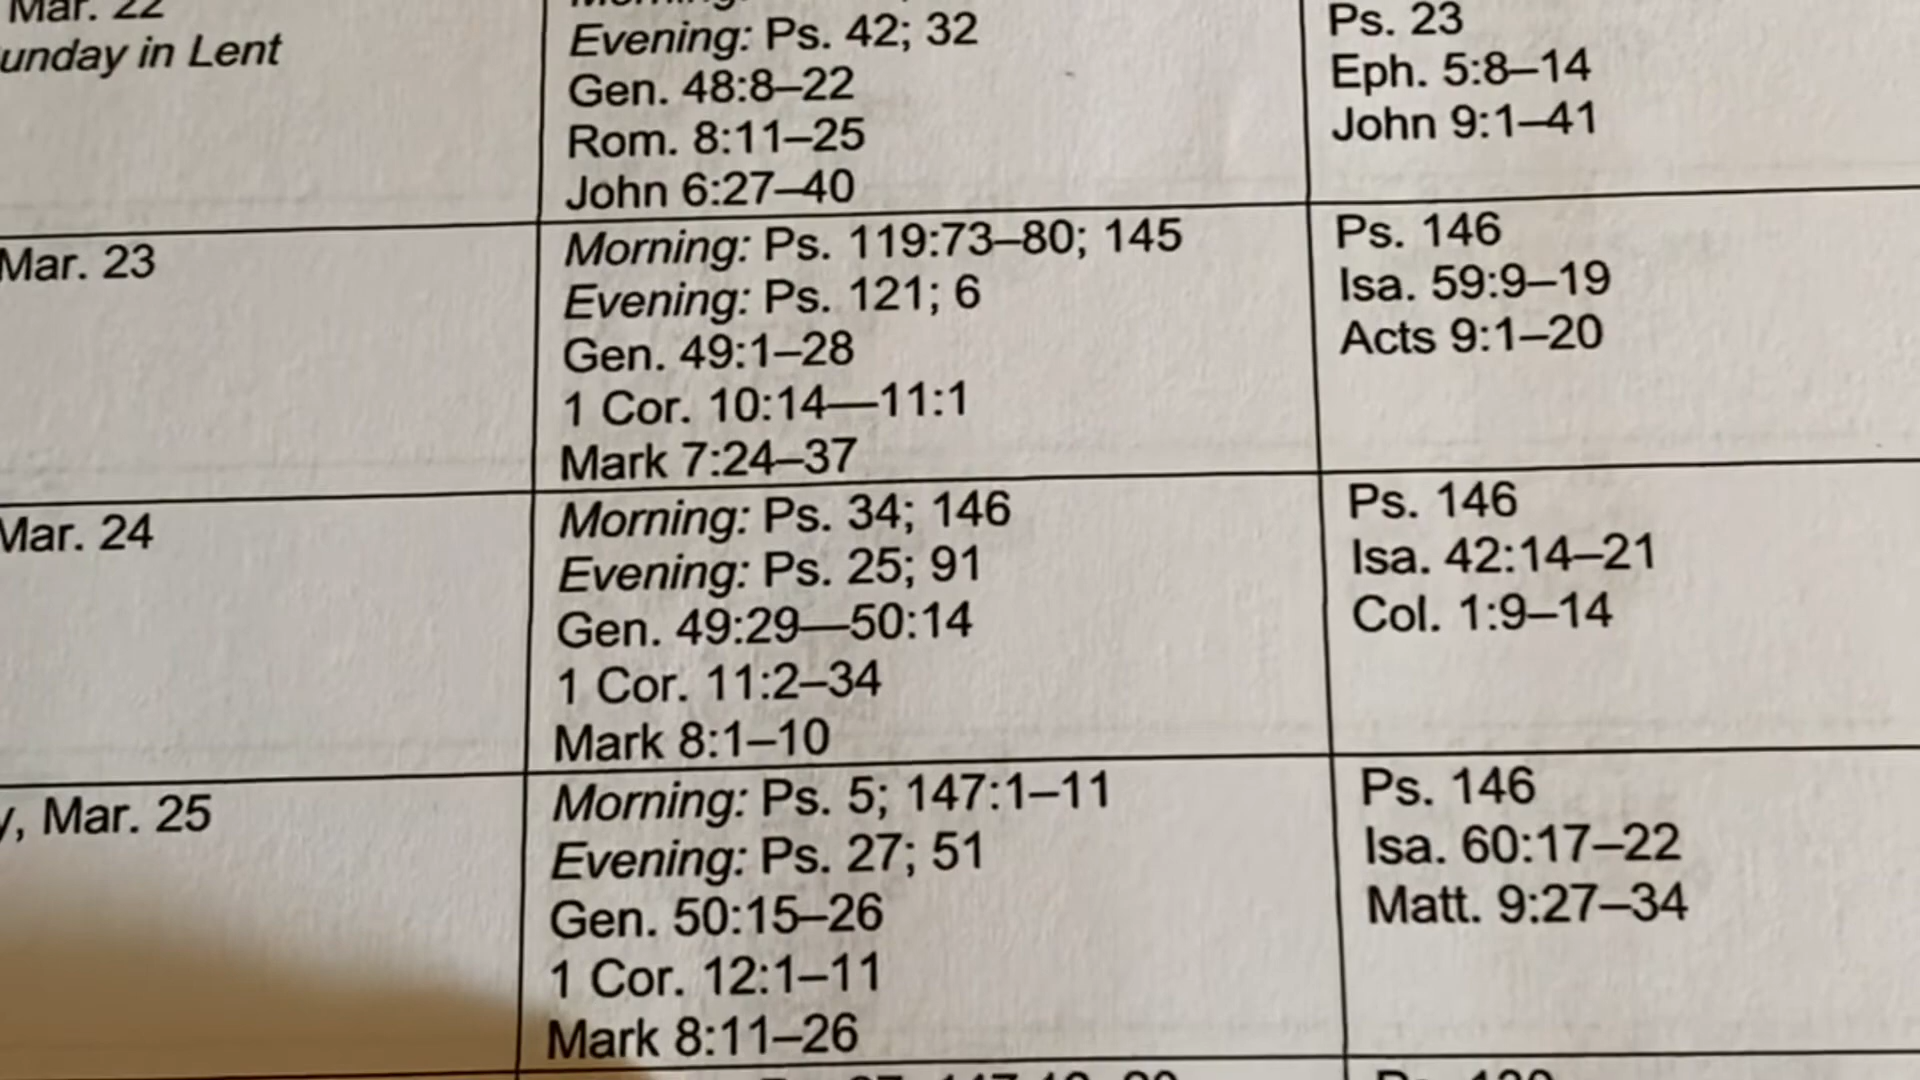 Mar. 22
unday in Lent
Evening: Ps. 42; 32
Gen. 48:8–22
Rom. 8:11–25
John 6:27–40
Ps. 23
Eph. 5:8–14
John 9:1–41
Mar. 23
Morning: Ps. 119:73–80; 145
Evening: Ps. 121; 6
Gen. 49:1–28
1 Cor. 10:14—11:1
Mark 7:24–37
Ps. 146
Isa. 59:9–19
Acts 9:1–20
Mar. 24
Morning: Ps. 34; 146
Evening: Ps. 25; 91
Gen. 49:29—50:14
1 Cor. 11:2–34
Mark 8:1–10
Ps. 146
Isa. 42:14–21
Col. 1:9–14
y, Mar. 25
Morning: Ps. 5; 147:1–11
Evening: Ps. 27; 51
Gen. 50:15–26
1 Cor. 12:1–11
Mark 8:11–26
Ps. 146
Isa. 60:17–22
Matt. 9:27–34